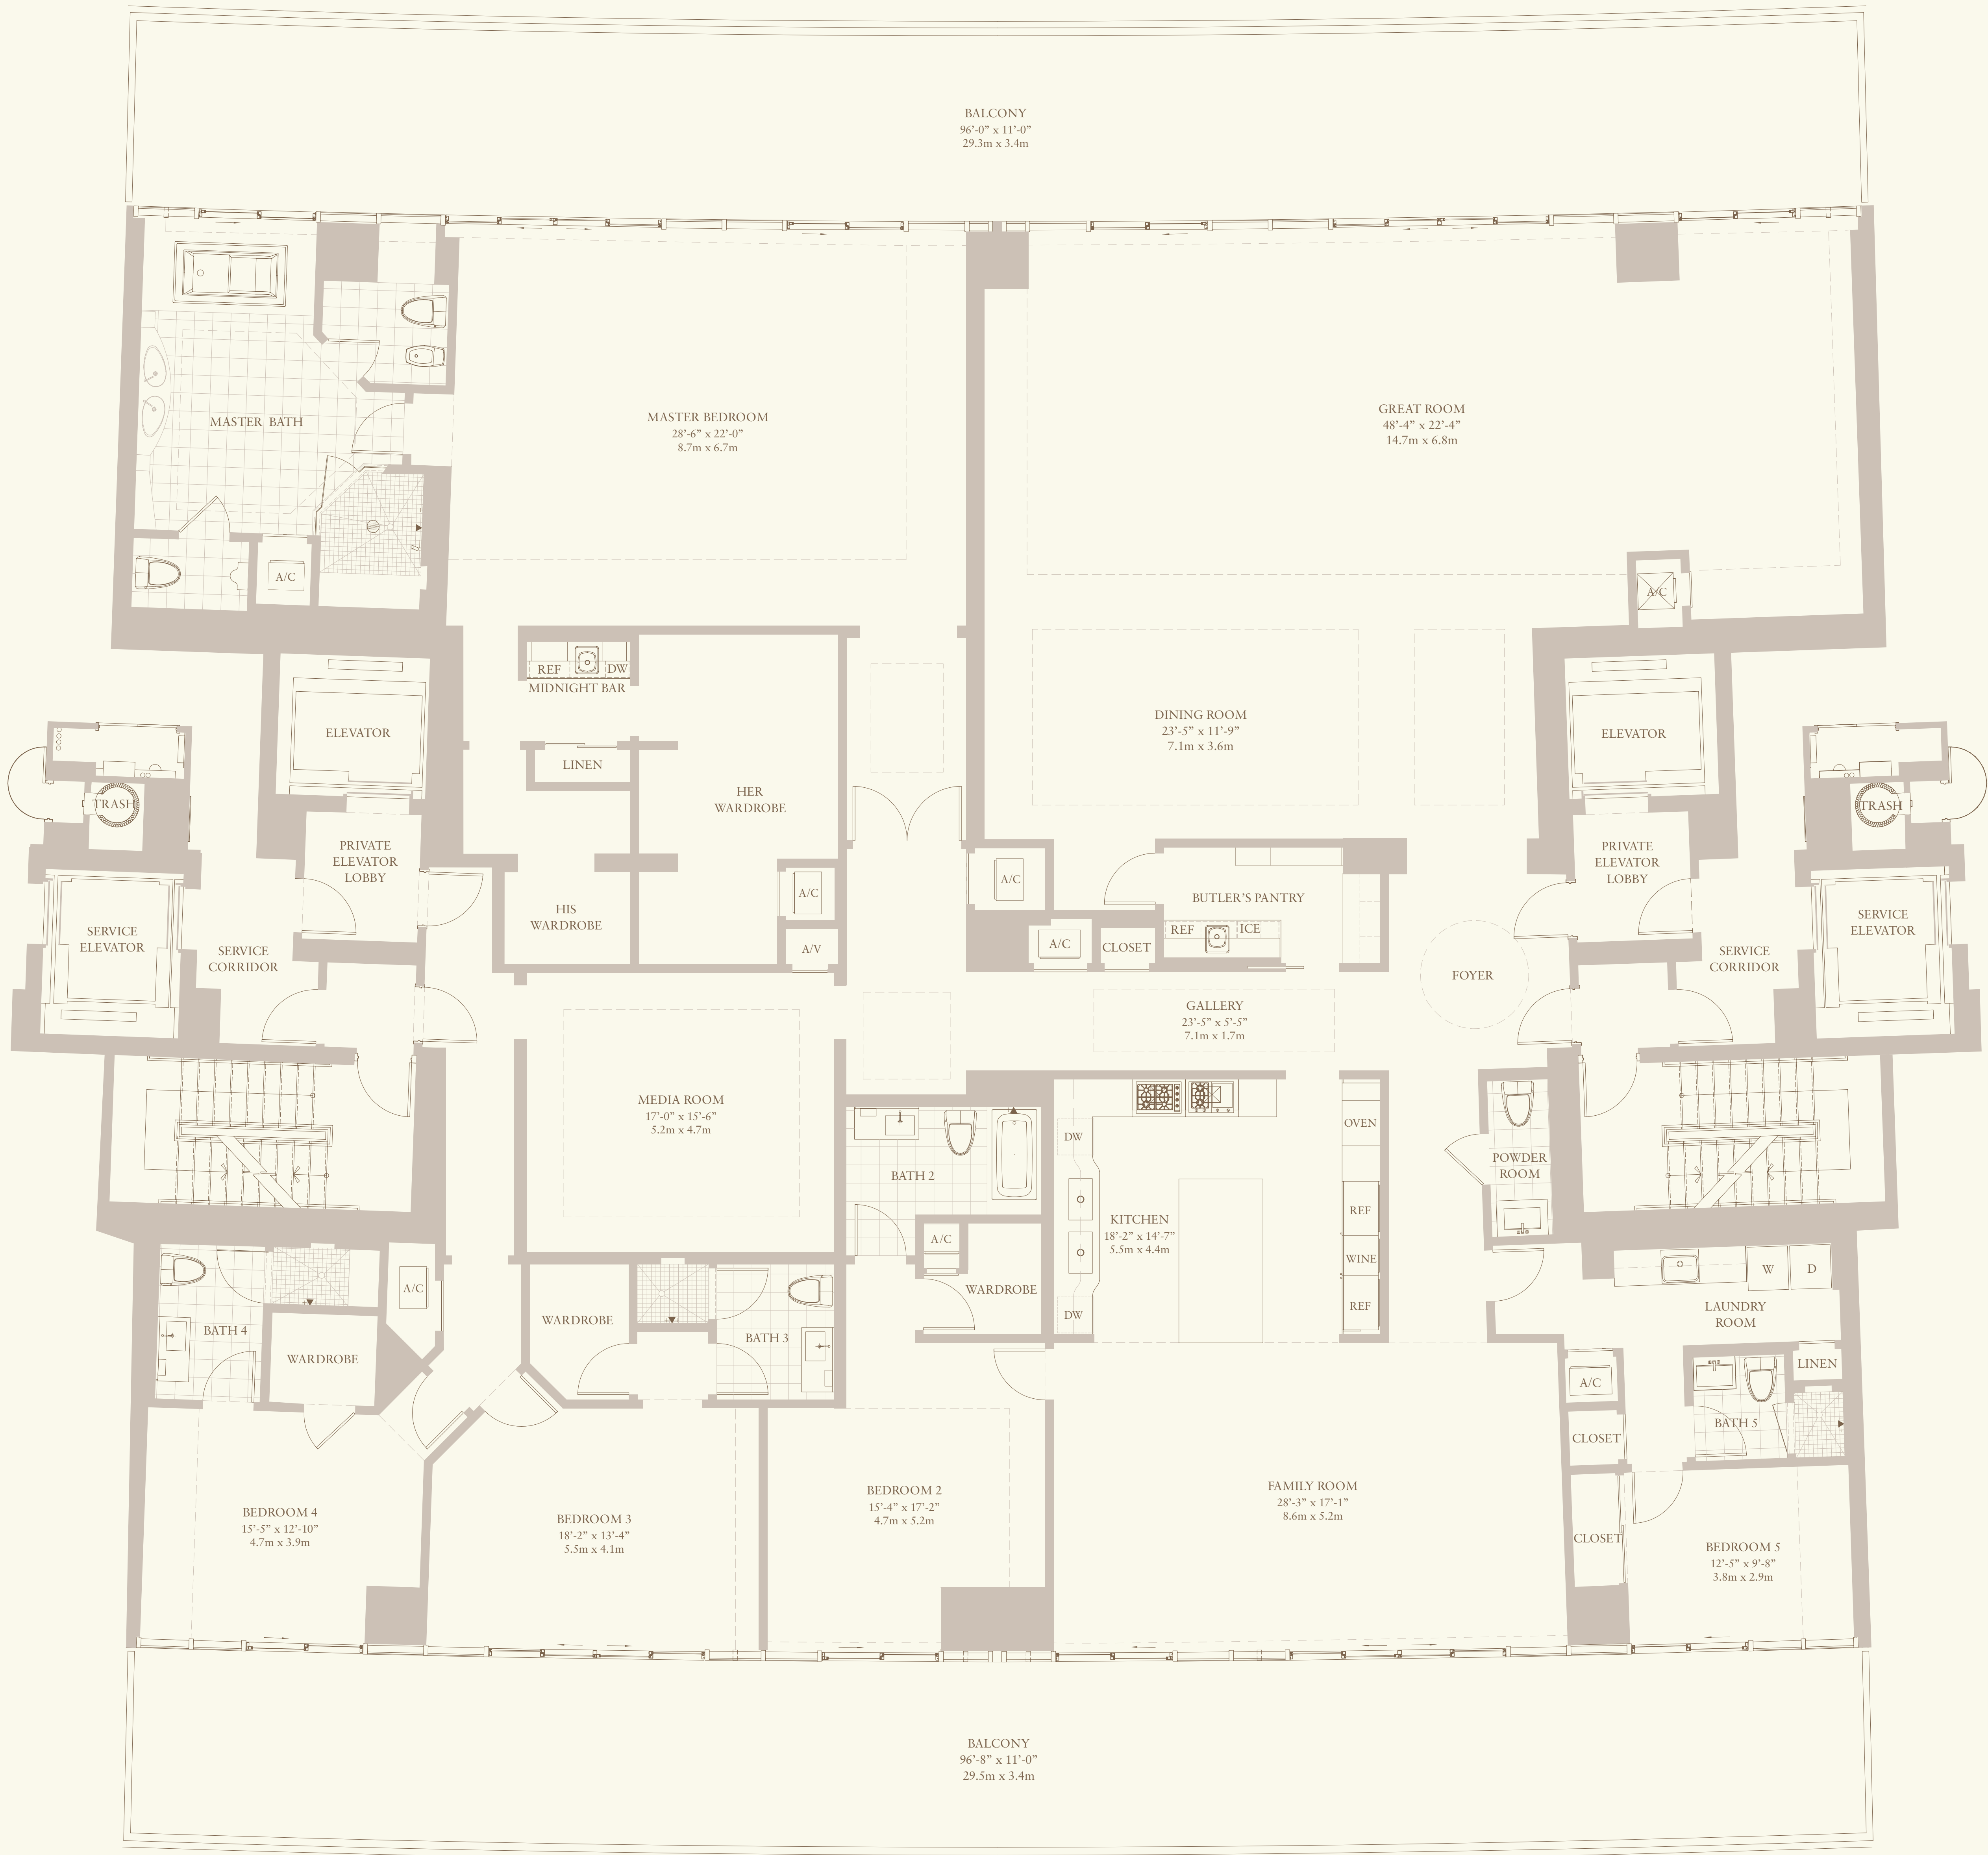 BALCONY
96’-0” x 11’-0”
29.3m x 3.4m
MASTER BATH
MASTER BEDROOM
28’-6” x 22’-0”
8.7m x 6.7m
GREAT ROOM
48’-4” x 22’-4”
14.7m x 6.8m
A/C
A/C
REF
DW
MIDNIGHT BAR
ELEVATOR
LINEN
HER
WARDROBE
DINING ROOM
23’-5” x 11’-9”
7.1m x 3.6m
ELEVATOR
TRASH
TRASH
PRIVATE
ELEVATOR
LOBBY
PRIVATE
ELEVATOR
LOBBY
A/C
A/C
HIS
WARDROBE
BUTLER’S PANTRY
REF
ICE
SERVICE
ELEVATOR
SERVICE
CORRIDOR
A/V
A/C
CLOSET
FOYER
SERVICE
CORRIDOR
SERVICE
ELEVATOR
GALLERY
23’-5” x 5’-5”
7.1m x 1.7m
MEDIA ROOM
17’-0” x 15’-6”
5.2m x 4.7m
BATH 2
DW
OVEN
POWDER
ROOM
KITCHEN
18’-2” x 14’-7”
5.5m x 4.4m
REF
WINE
REF
DW
A/C
WARDROBE
A/C
W
D
LAUNDRY
ROOM
BATH 4
WARDROBE
WARDROBE
BATH 3
A/C
LINEN
CLOSET
BATH 5
BEDROOM 4
15’-5” x 12’-10”
4.7m x 3.9m
BEDROOM 3
18’-2” x 13’-4”
5.5m x 4.1m
BEDROOM 2
15’-4” x 17’-2”
4.7m x 5.2m
FAMILY ROOM
28’-3” x 17’-1”
8.6m x 5.2m
CLOSET
BEDROOM 5
12’-5” x 9’-8”
3.8m x 2.9m
BALCONY
96’-8” x 11’-0”
29.5m x 3.4m